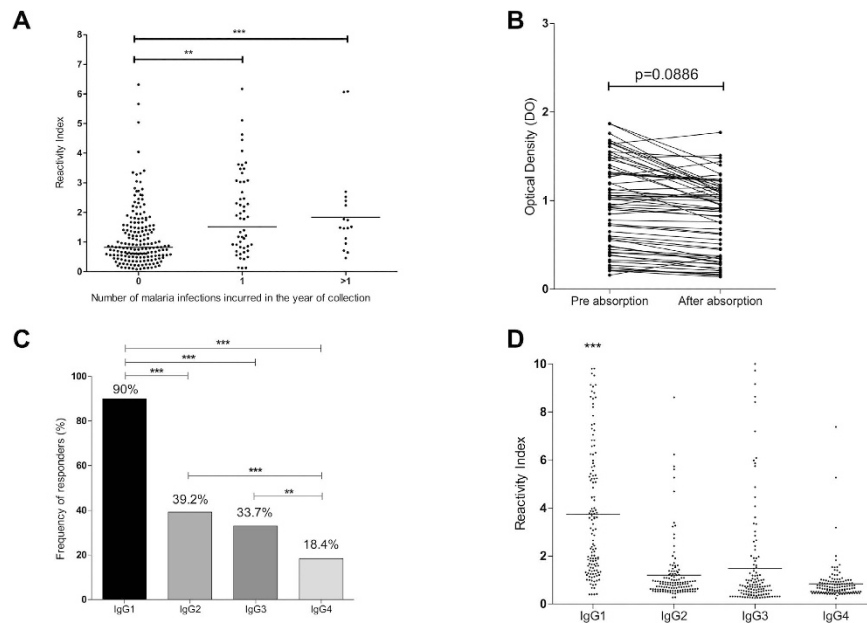 A
***
**
8
7
6
5
4
3
2
1
0
Reactivity Index
0 1 >1
Number of malaria infections incurred in the year of collection
B
3
2
1
0
Optical Density (DO)
p=0.0886
Pre absorption After absorption
C
***
***
***
***
**
100
80
60
40
20
0
Frequency of responders (%)
90%
39.2%
33.7%
18.4%
IgG1 IgG2 IgG3 IgG4
D
***
10
8
6
4
2
0
Reactivity Index
IgG1 IgG2 IgG3 IgG4